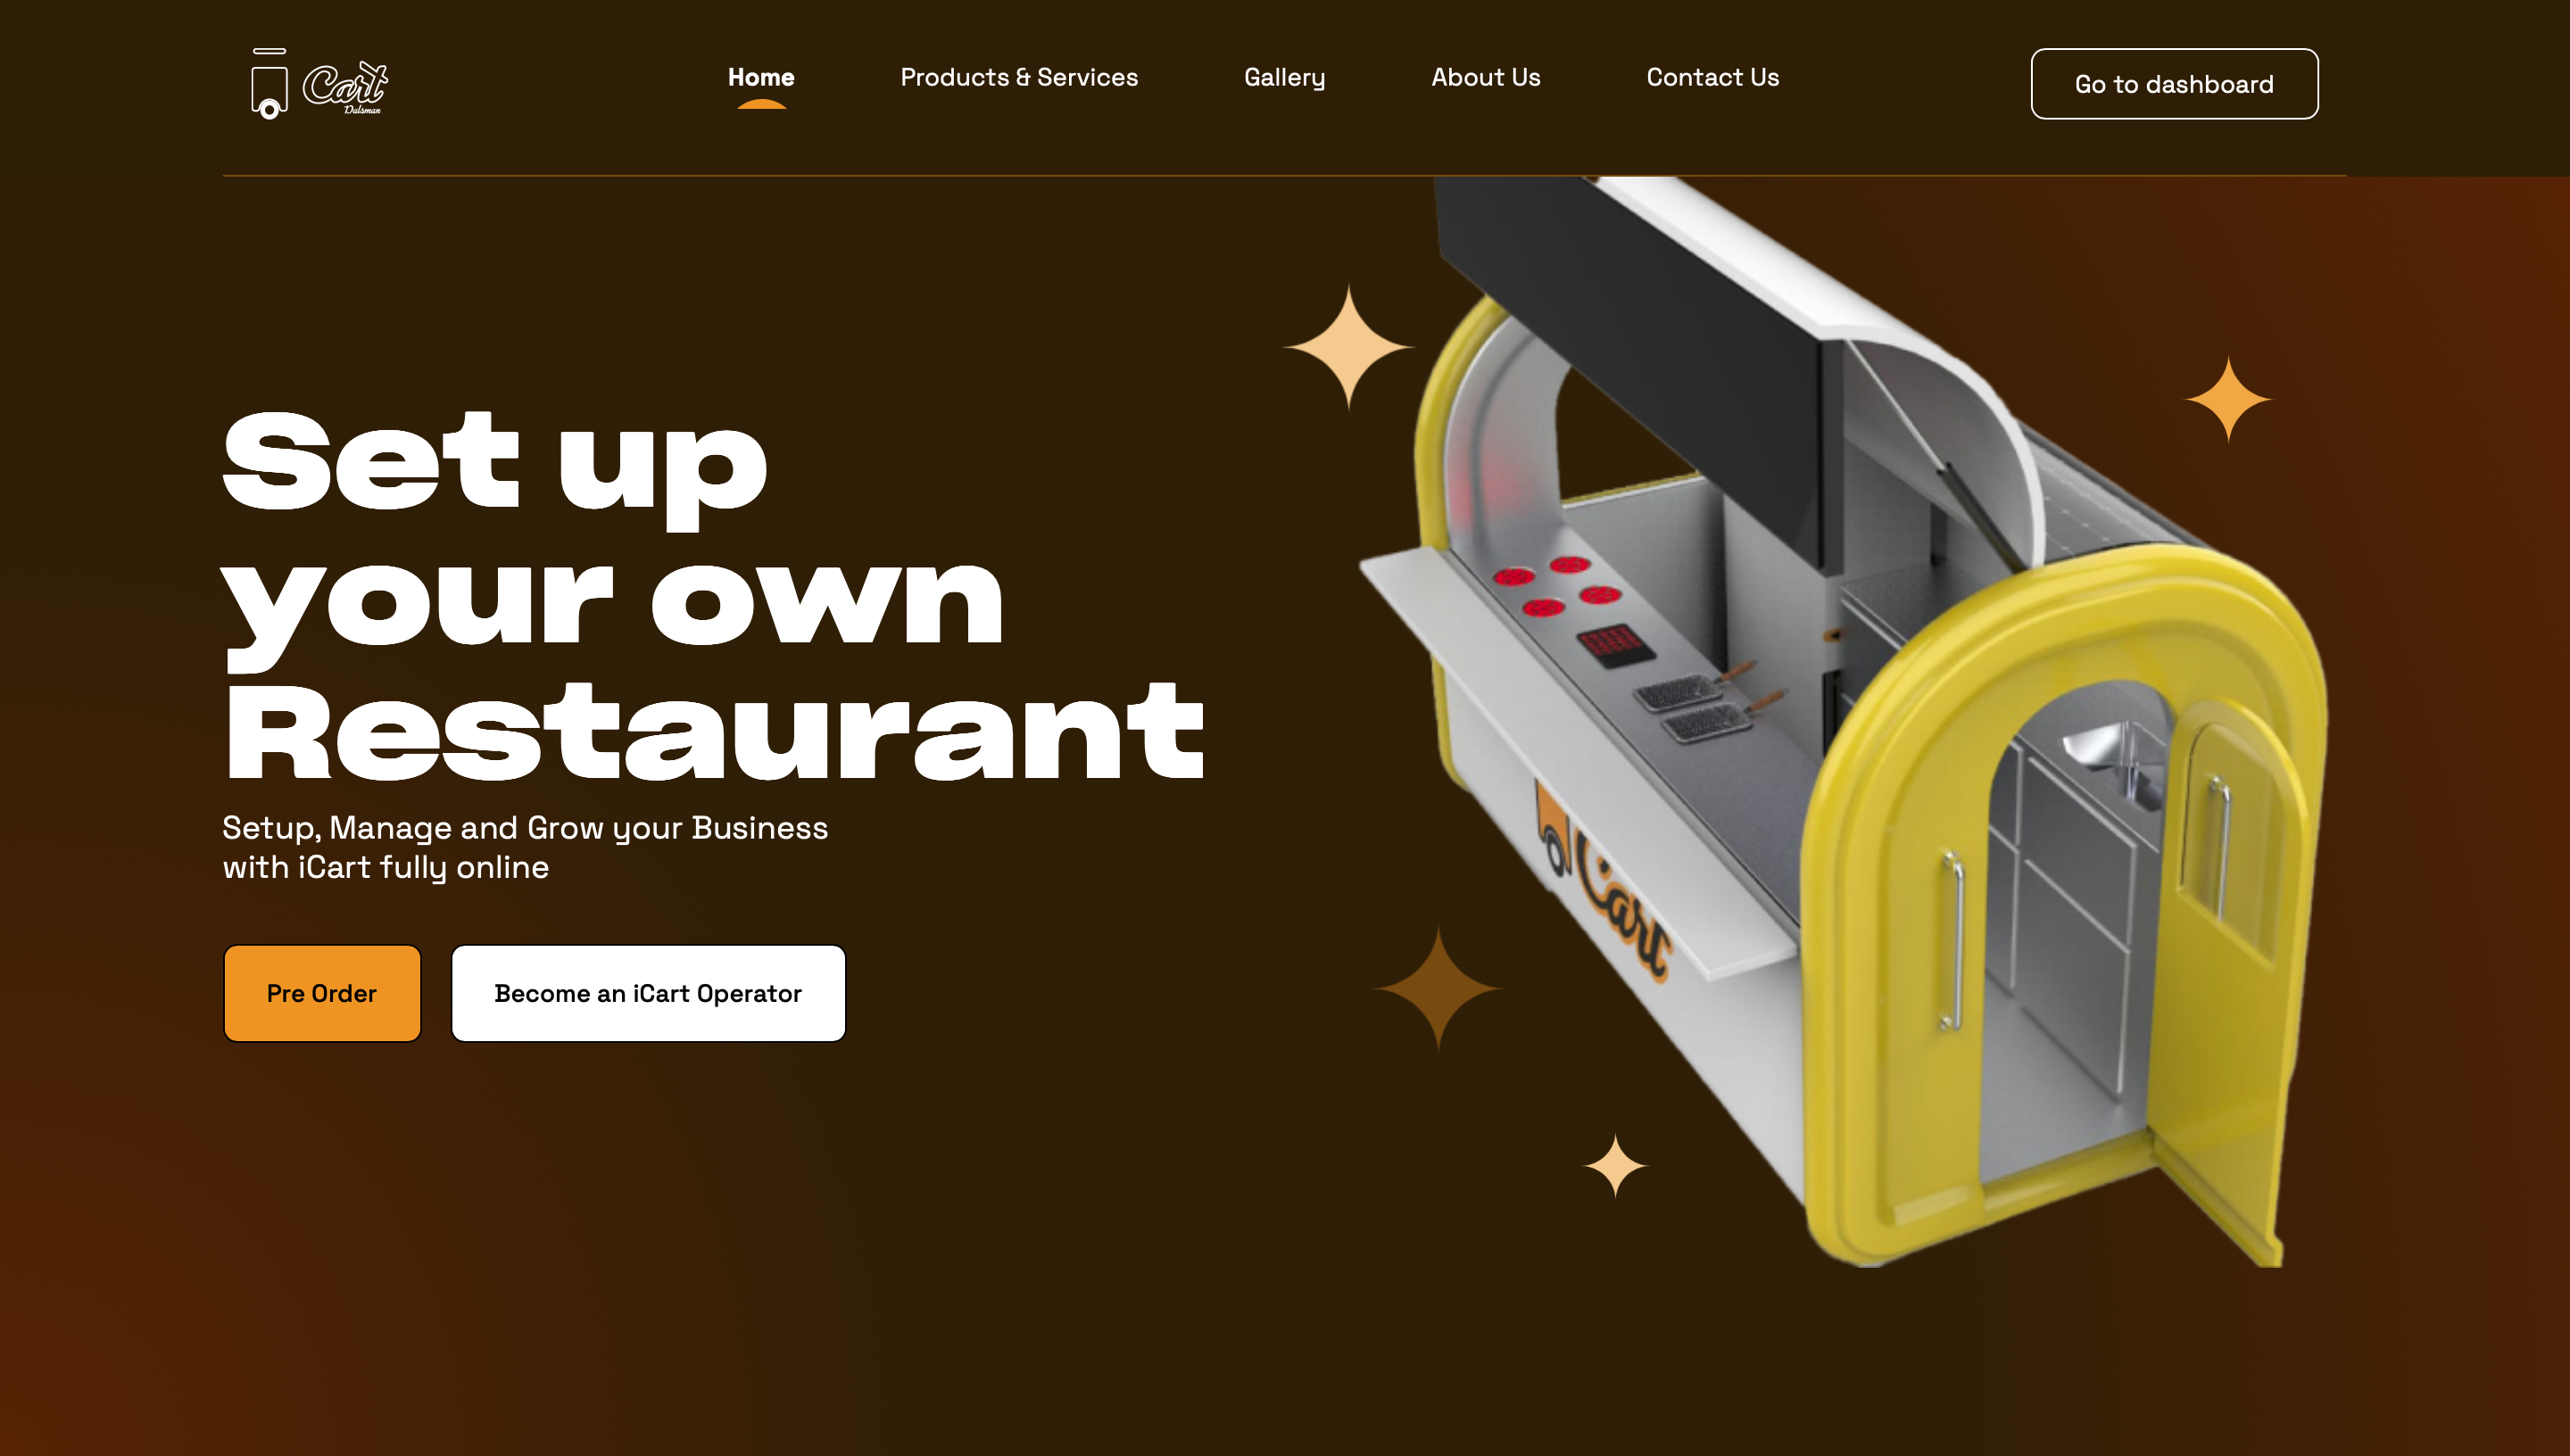 Cart
Dalsman
Home
Products & Services
Gallery
About Us
Contact Us
Go to dashboard
Set up
your own
Restaurant
Setup, Manage and Grow your Business
with iCart fully online
Pre Order
Become an iCart Operator
Cart